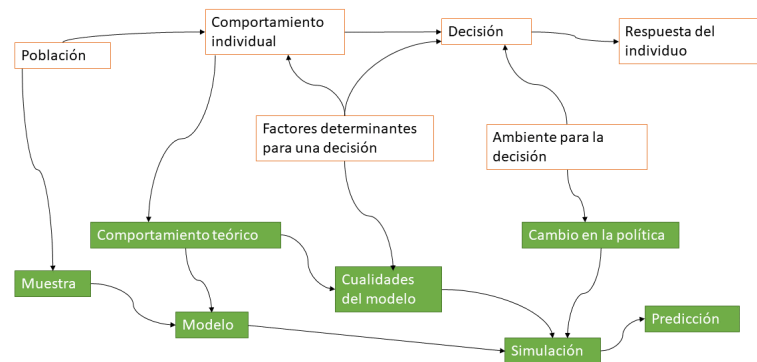 Población
Comportamiento
individual
Decisión
Respuesta del
individuo
Factores determinantes
para una decisión
Ambiente para la
decisión
Comportamiento teórico
Cambio en la política
Muestra
Cualidades
del modelo
Modelo
Predicción
Simulación